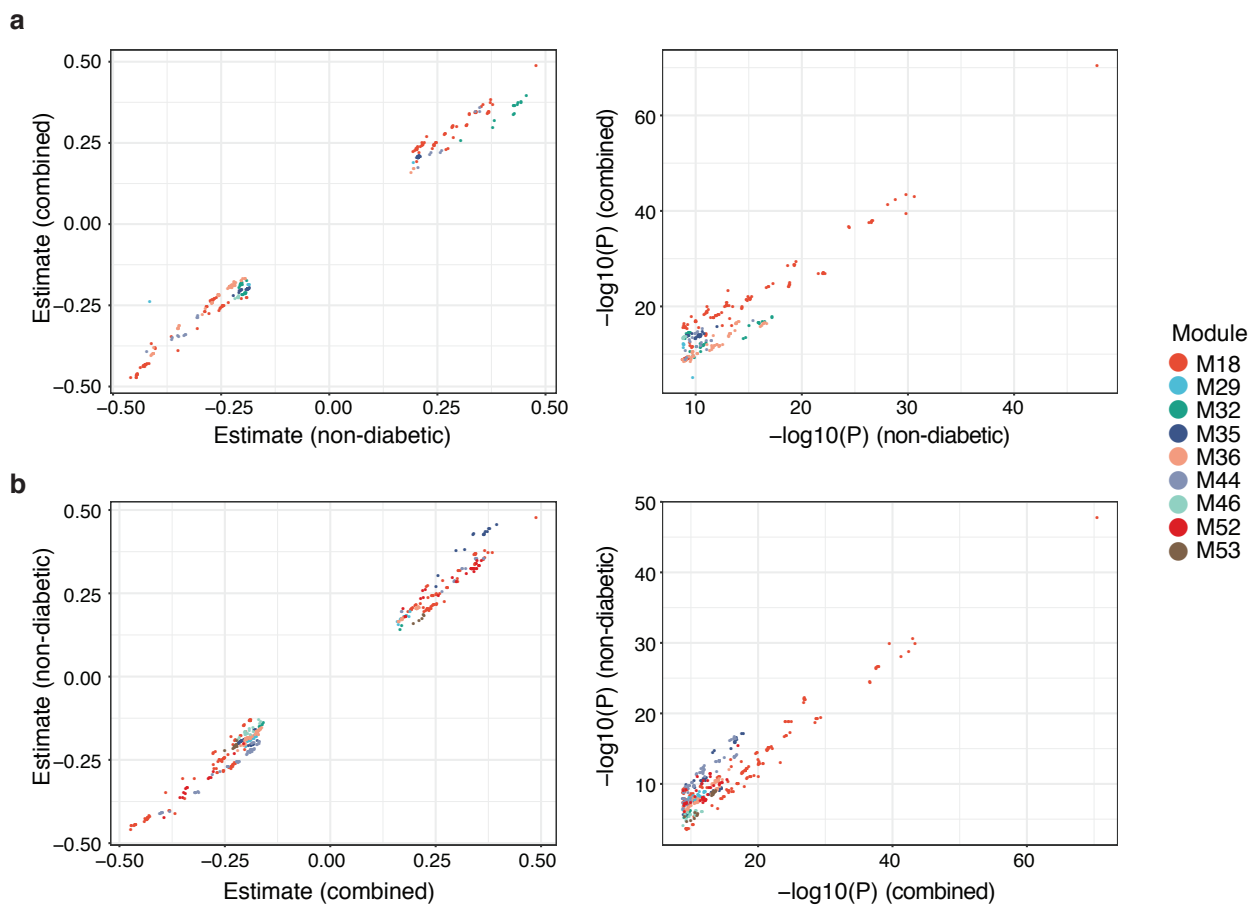 a
0.50
0.25
0.00
−0.25
−0.50
Estimate (combined)
−0.50
−0.25
0.00
0.25
0.50
Estimate (non-diabetic)
60
40
20
−log10(P) (combined)
10
20
30
40
−log10(P) (non-diabetic)
Module
M18
M29
M32
M35
M36
M44
M46
M52
M53
b
0.50
0.25
0.00
−0.25
−0.50
Estimate (non-diabetic)
−0.50
−0.25
0.00
0.25
0.50
Estimate (combined)
50
40
30
20
10
−log10(P) (non-diabetic)
20
40
60
−log10(P) (combined)